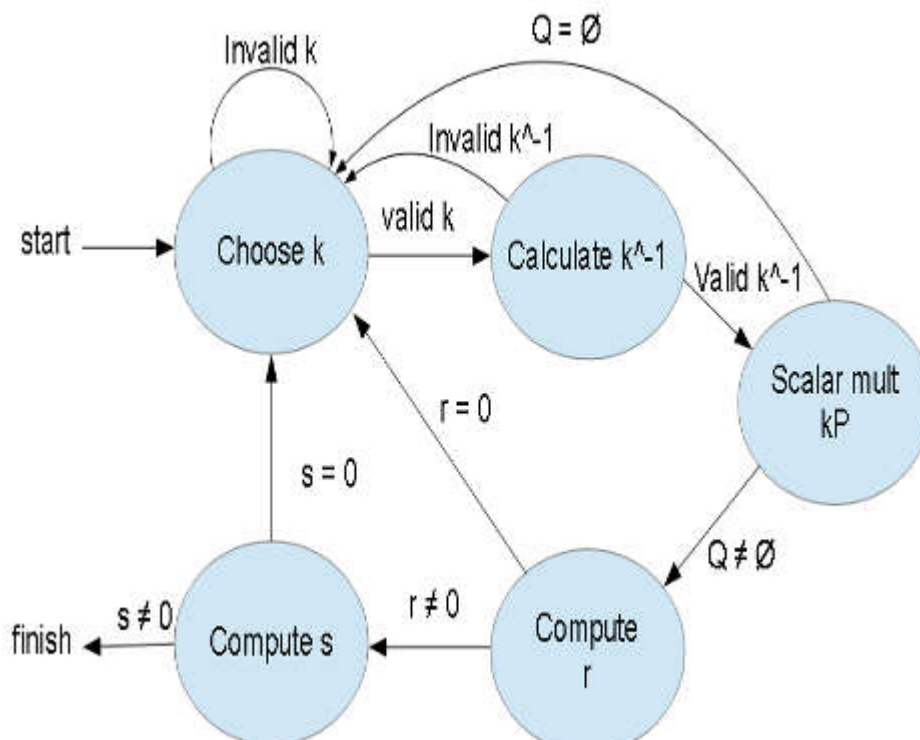 Invalid k
Q = Ø
Invalid k^-1
valid k
start
Choose k
Calculate k^-1
Valid k^-1
Scalar mult
kP
r = 0
s = 0
Q ≠ Ø
s ≠ 0
r ≠ 0
finish
Compute s
Compute
r